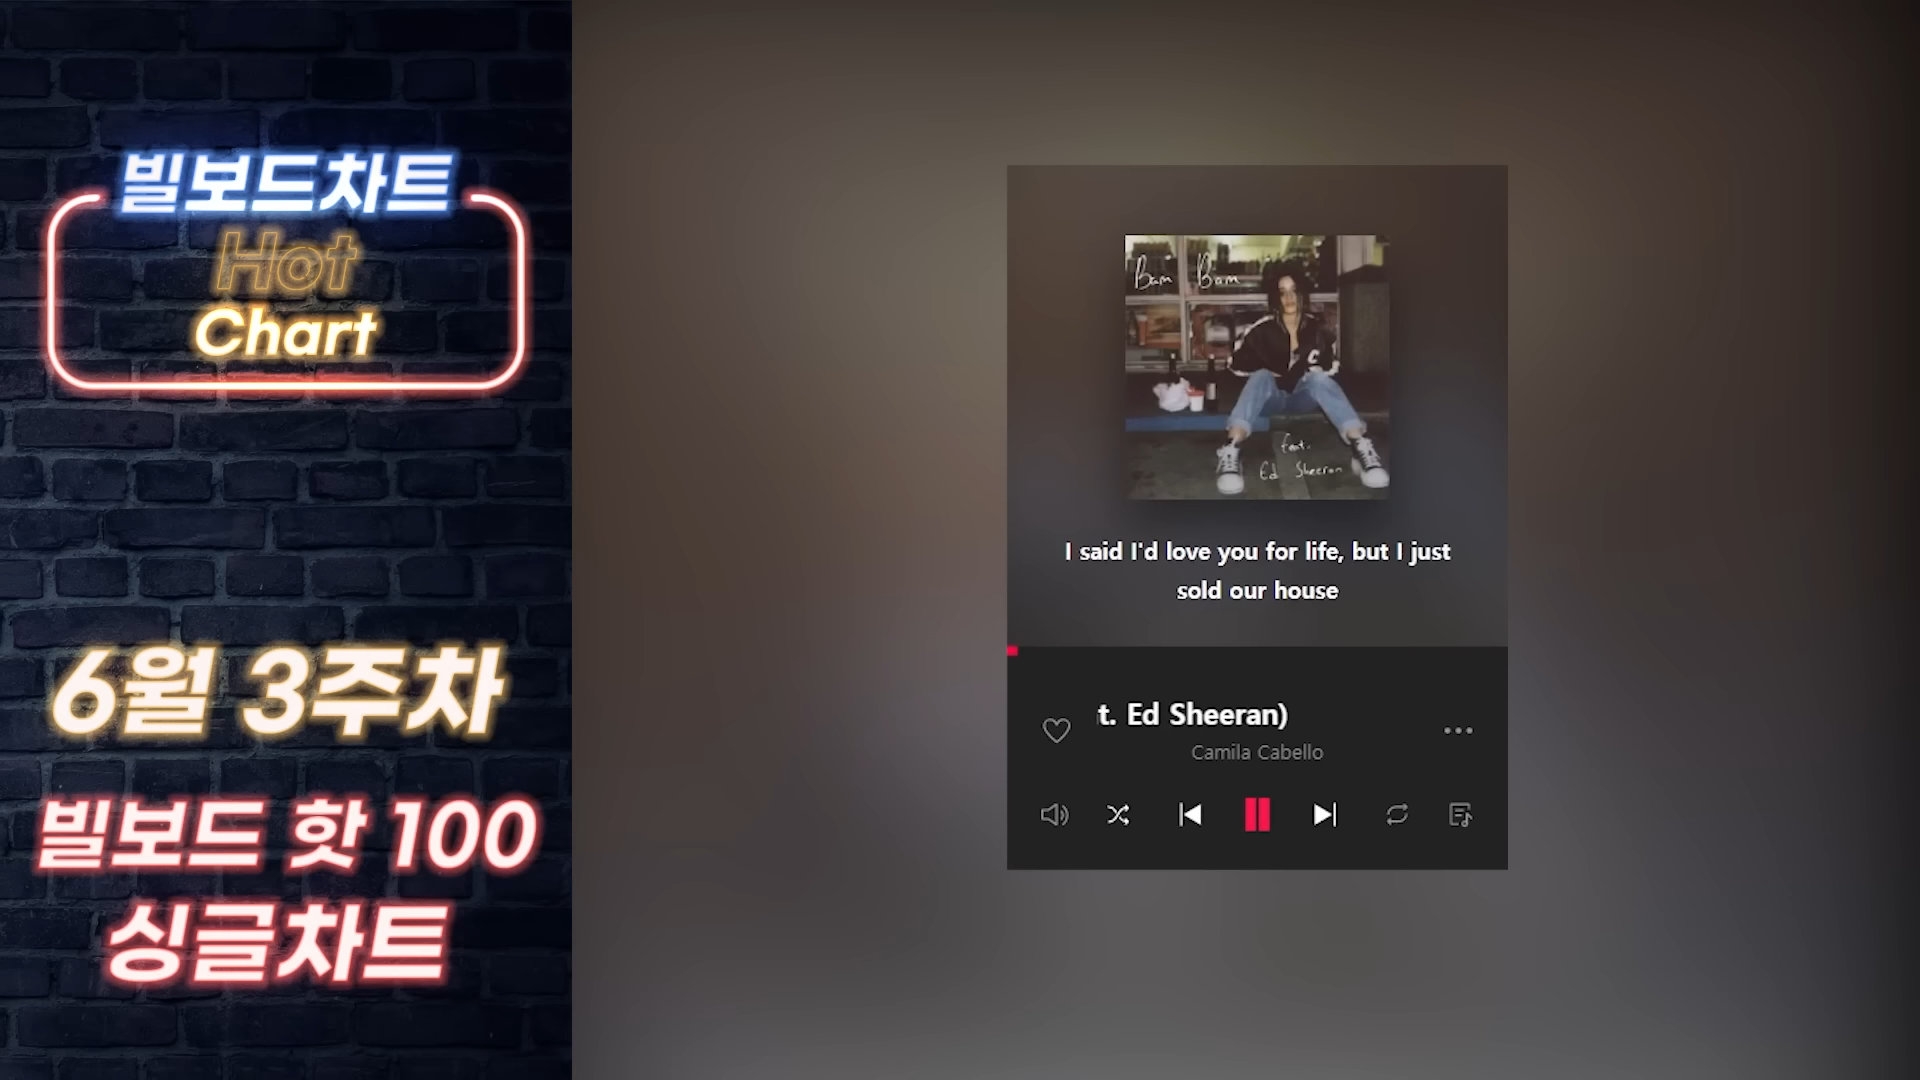 빌보드차트
Hot
Chart
6월 3주차
빌보드 핫 100
싱글차트
Bam Bam
feat.
Ed Sheeran
I said I'd love you for life, but I just
sold our house
t. Ed Sheeran)
Camila Cabello